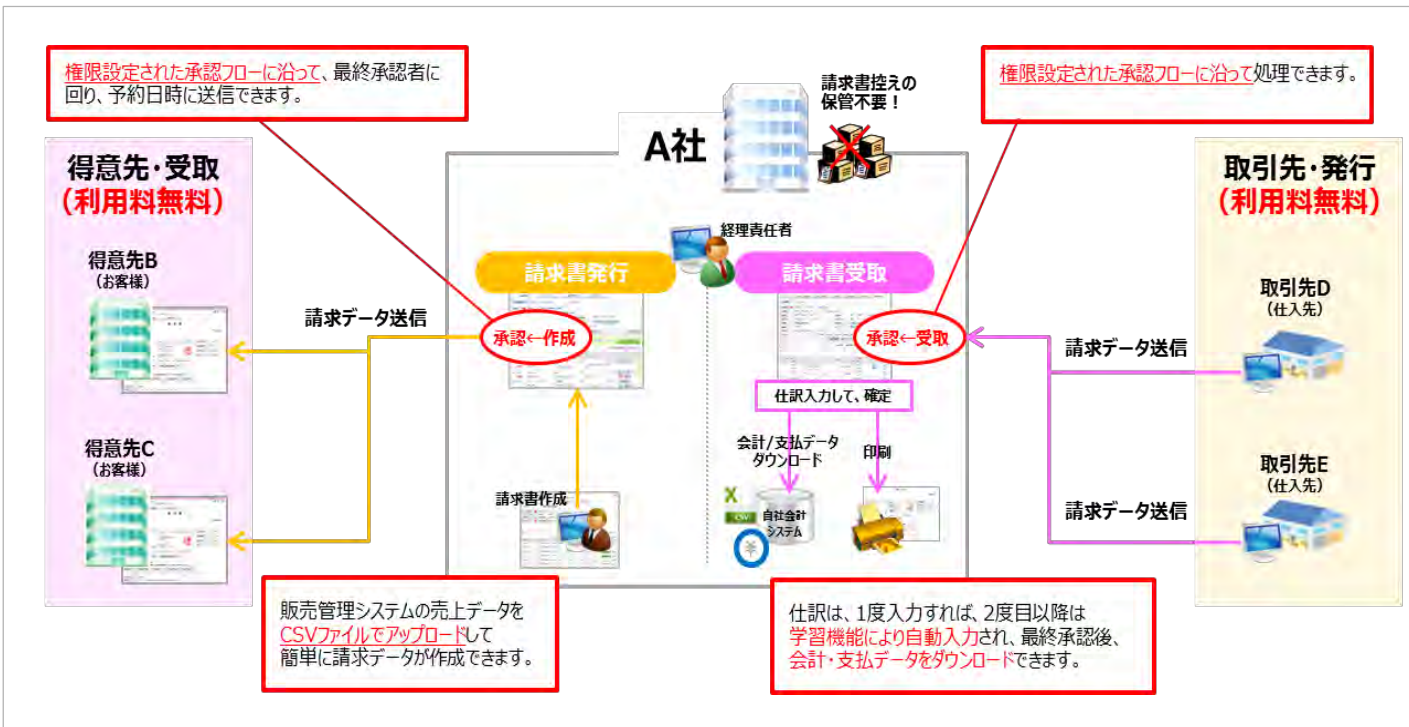 権限設定された承認フローに沿って、最終承認者に
回り、予約日時に送信できます。
請求書控えの
保管不要！
権限設定された承認フローに沿って処理できます。
A社
得意先・受取
(利用料無料)
取引先・発行
(利用料無料)
経理責任者
請求書発行
請求書受取
得意先B
(お客様)
請求データ送信
承認←作成
承認←受取
請求データ送信
取引先D
(仕入先)
仕訳入力して、確定
得意先C
(お客様)
会計/支払データ
ダウンロード
印刷
請求書作成
X
CSV
自社会計
システム
¥
請求データ送信
取引先E
(仕入先)
販売管理システムの売上データを
CSVファイルでアップロードして
簡単に請求データが作成できます。
仕訳は、1度入力すれば、2度目以降は
学習機能により自動入力され、最終承認後、
会計・支払データをダウンロードできます。